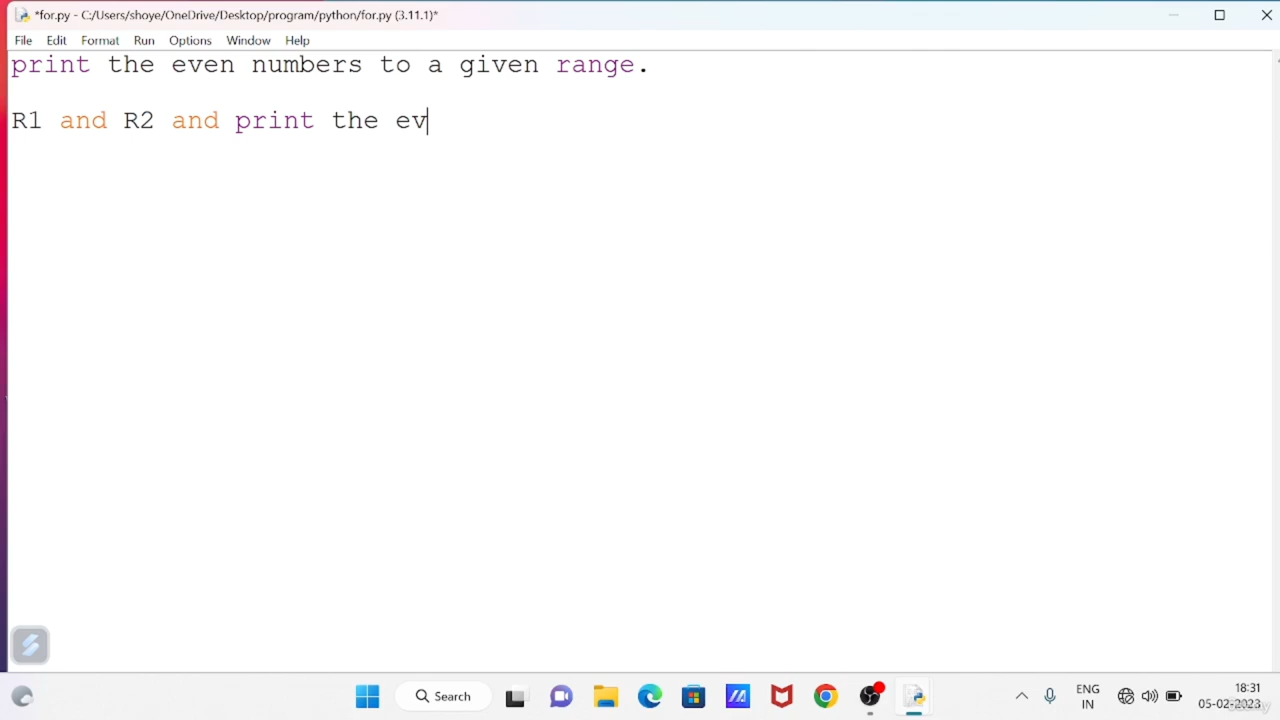 *for.py - C:/Users/shoye/OneDrive/Desktop/program/python/for.py (3.11.1)*
File Edit Format Run Options Window Help
print the even numbers to a given range.
R1 and R2 and print the ev
Search
ENG
IN
18:31
05-02-2023